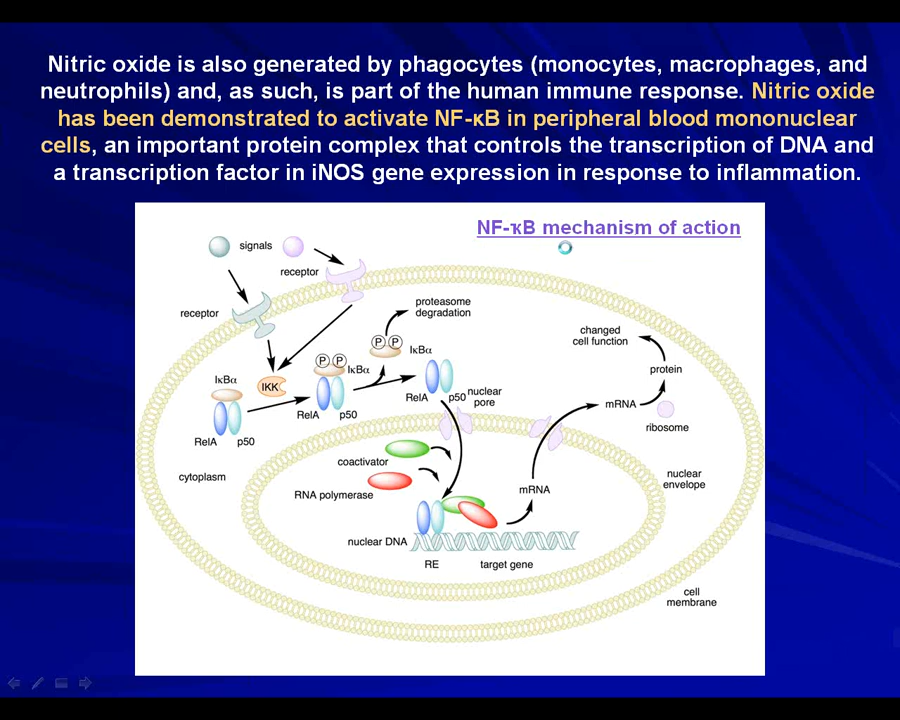 Nitric oxide is also generated by phagocytes (monocytes, macrophages, and
neutrophils) and, as such, is part of the human immune response. Nitric oxide
has been demonstrated to activate NF-κB in peripheral blood mononuclear
cells, an important protein complex that controls the transcription of DNA and
a transcription factor in iNOS gene expression in response to inflammation.
NF-κB mechanism of action
signals
receptor
receptor
proteasome
degradation
changed
cell function
P P
IκBα
P P
IκBα
IκBα
IKK
protein
RelA
p50
nuclear
pore
mRNA
RelA
p50
ribosome
RelA
p50
coactivator
cytoplasm
nuclear
envelope
RNA polymerase
mRNA
nuclear DNA
RE
target gene
cell
membrane